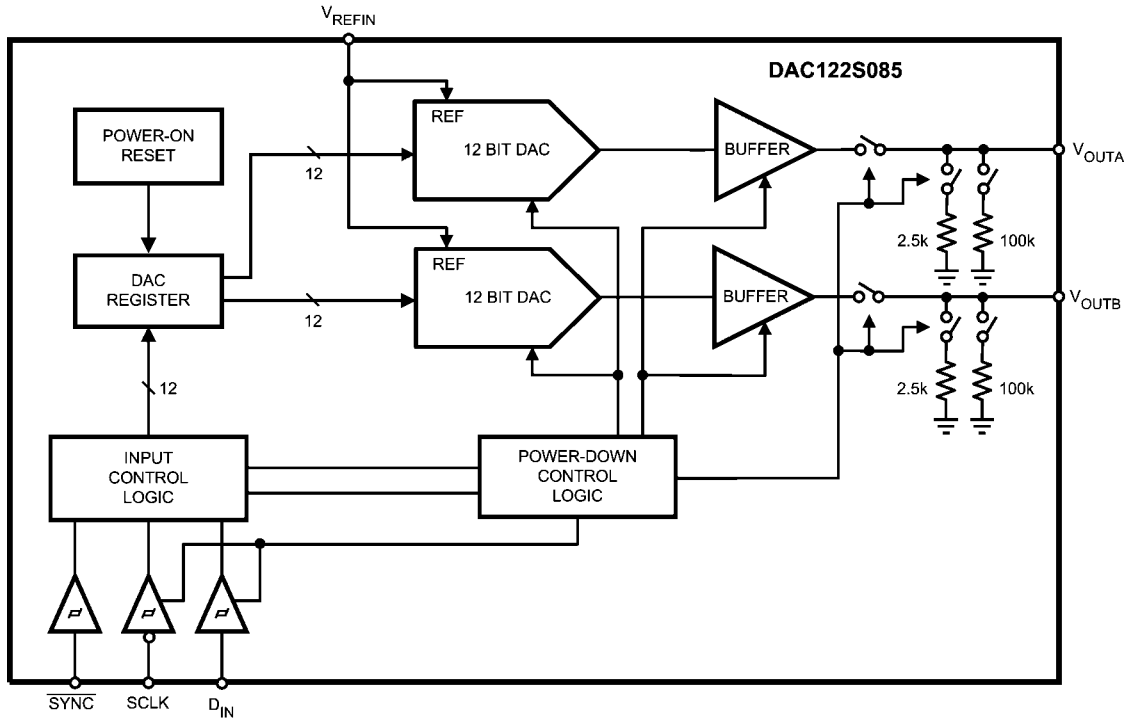 VREFIN
DAC122S085
POWER-ON
RESET
REF
12 BIT DAC
BUFFER
VOUTA
12
2.5k
100k
DAC
REGISTER
REF
12 BIT DAC
BUFFER
VOUTB
12
2.5k
100k
12
INPUT
CONTROL
LOGIC
POWER-DOWN
CONTROL
LOGIC
SYNC
SCLK
DIN